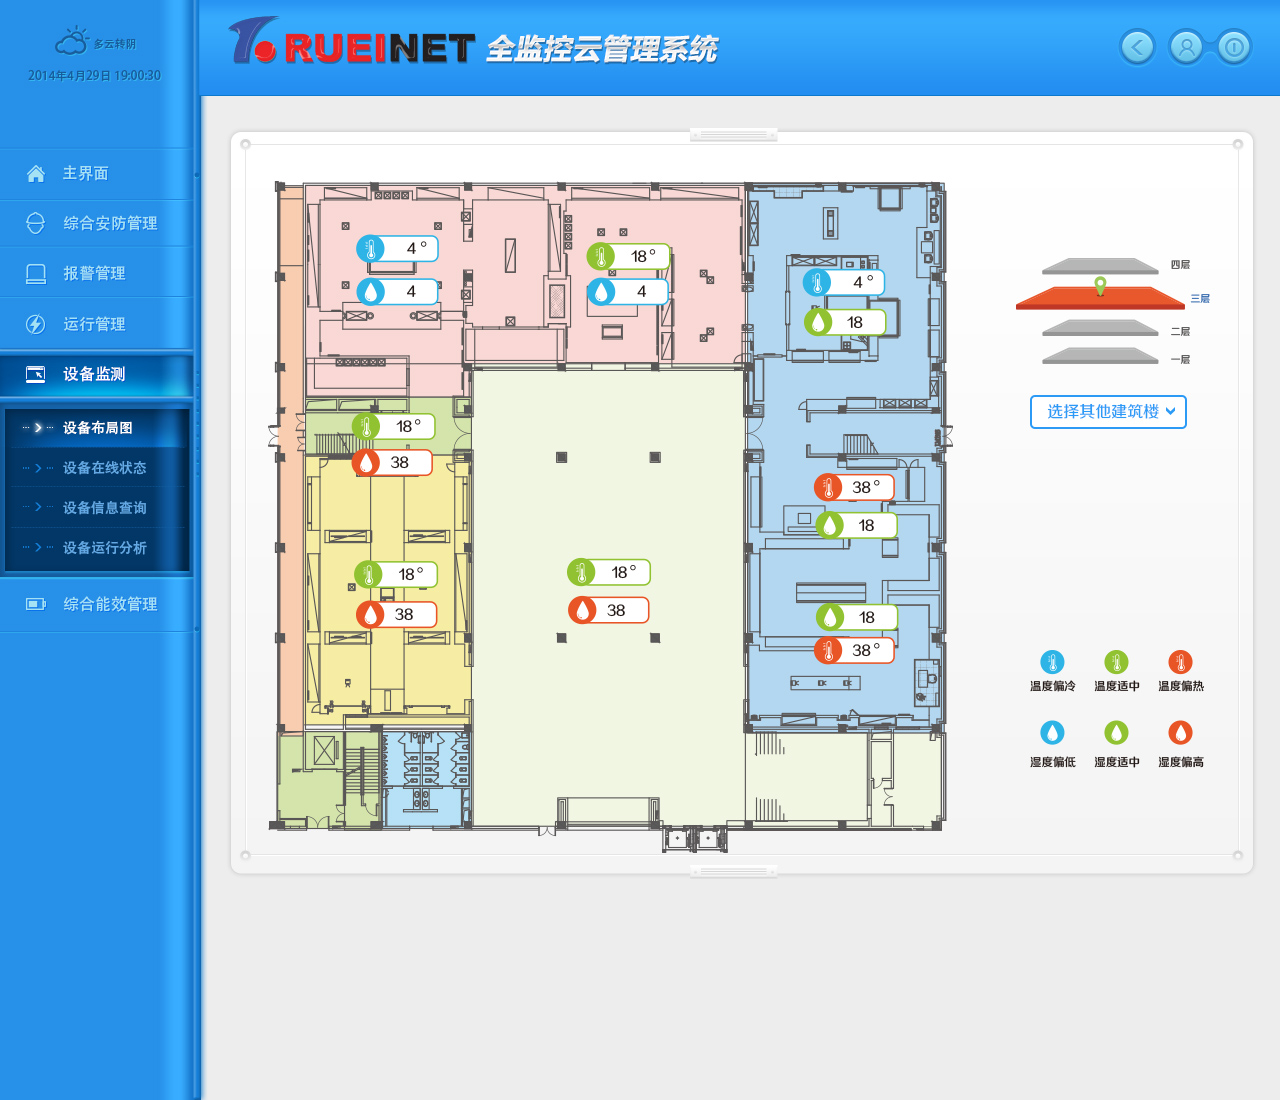 多云转阴
2014年4月29日 19:00:30
RUEINET 全监控云管理系统
主界面
综合安防管理
报警管理
运行管理
设备监测
设备布局图
设备在线状态
设备信息查询
设备运行分析
综合能效管理
4°
4
18°
4
4°
18
18°
38
38°
18
18°
38
18°
38
18
38°
四层
三层
二层
一层
选择其他建筑楼
温度偏冷 温度适中 温度偏热
湿度偏低 湿度适中 湿度偏高